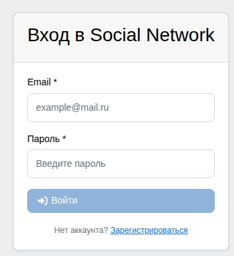 Вход в Social Network
Email *
example@mail.ru
Пароль *
Введите пароль
Войти
Нет аккаунта? Зарегистрироваться